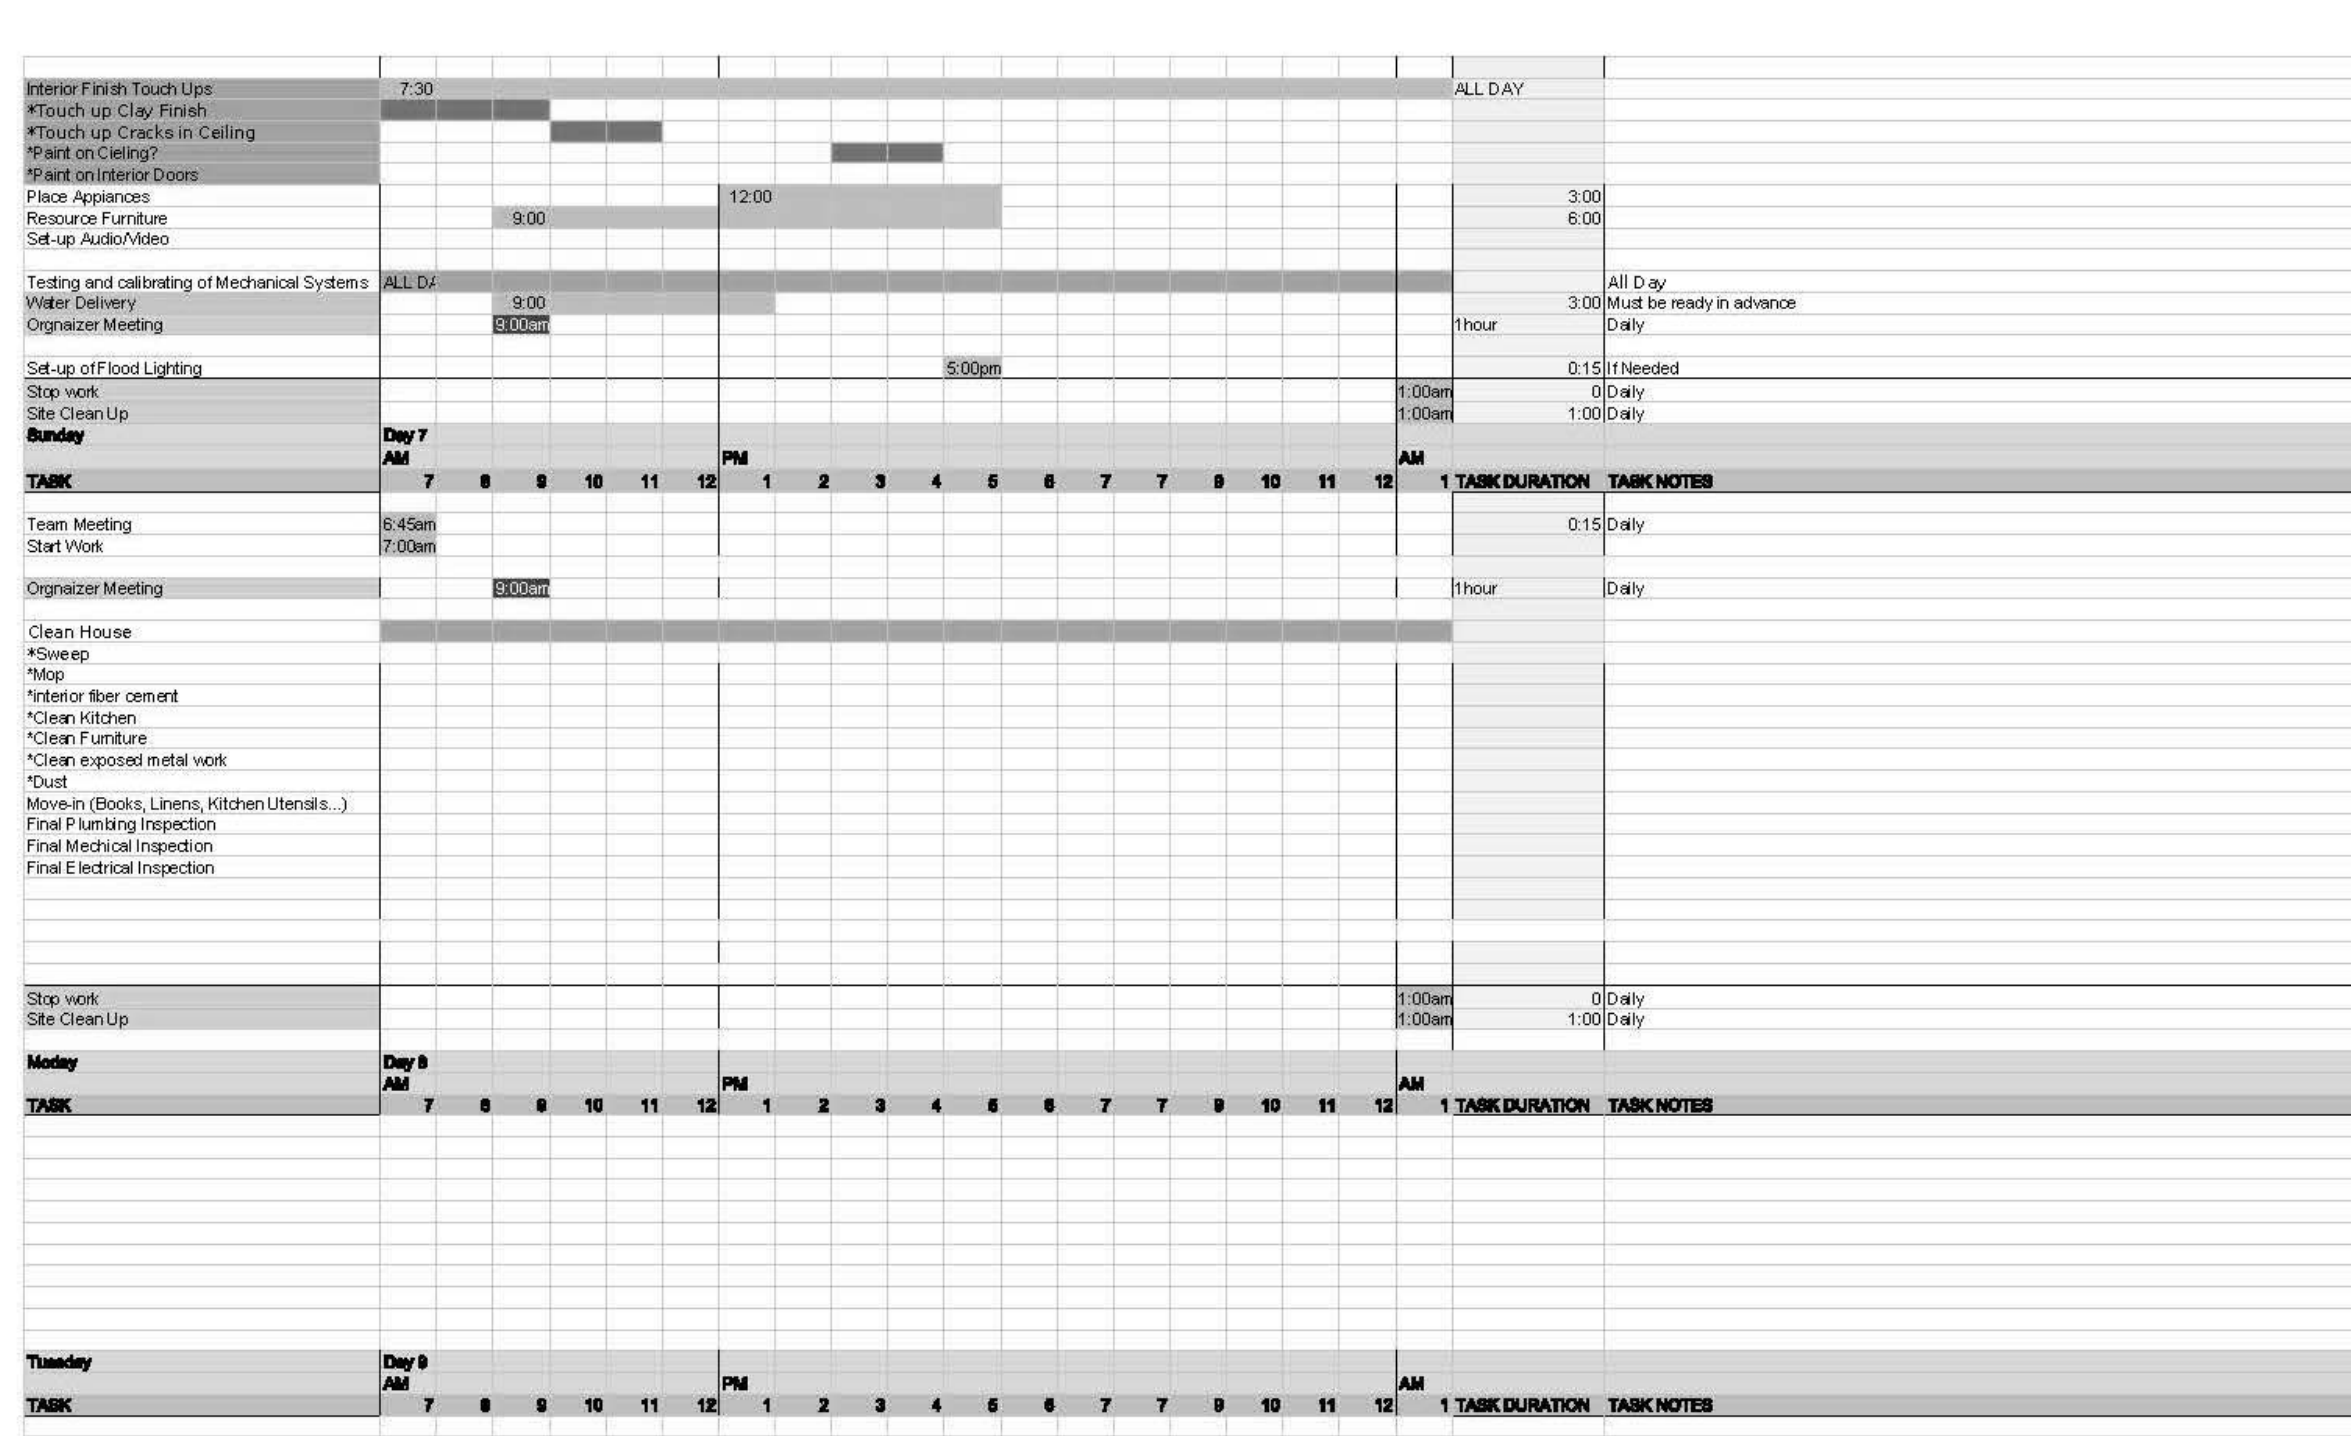 Interior Finish Touch Ups 7:30 ALL DAY
*Touch up Clay Finish
*Touch up Cracks in Ceiling
*Paint on Cieling?
*Paint on Interior Doors
Place Appiances 12:00 3:00
Resource Furniture 9:00 6:00
Set-up Audio/Video
Testing and calibrating of Mechanical Systems ALL DA All Day
Water Delivery 9:00 3:00 Must be ready in advance
Orgnaizer Meeting 9:00am 1hour Daily
Set-up of Flood Lighting 5:00pm 0:15 If Needed
Stop work 1:00am 0 Daily
Site Clean Up 1:00am 1:00 Daily
Sunday Day 7
AM PM AM
TASK 7 8 9 10 11 12 1 2 3 4 5 6 7 7 9 10 11 12 1 TASK DURATION TASK NOTES
Team Meeting 6:45am 0:15 Daily
Start Work 7:00am
Orgnaizer Meeting 9:00am 1hour Daily
Clean House
*Sweep
*Mop
*interior fiber cement
*Clean Kitchen
*Clean Furniture
*Clean exposed metal work
*Dust
Move-in (Books, Linens, Kitchen Utensils...)
Final Plumbing Inspection
Final Mechical Inspection
Final Electrical Inspection
Stop work 1:00am 0 Daily
Site Clean Up 1:00am 1:00 Daily
Moday Day 8
AM PM AM
TASK 7 8 9 10 11 12 1 2 3 4 5 6 7 7 9 10 11 12 1 TASK DURATION TASK NOTES
Tuesday Day 9
AM PM AM
TASK 7 8 9 10 11 12 1 2 3 4 5 6 7 7 9 10 11 12 1 TASK DURATION TASK NOTES